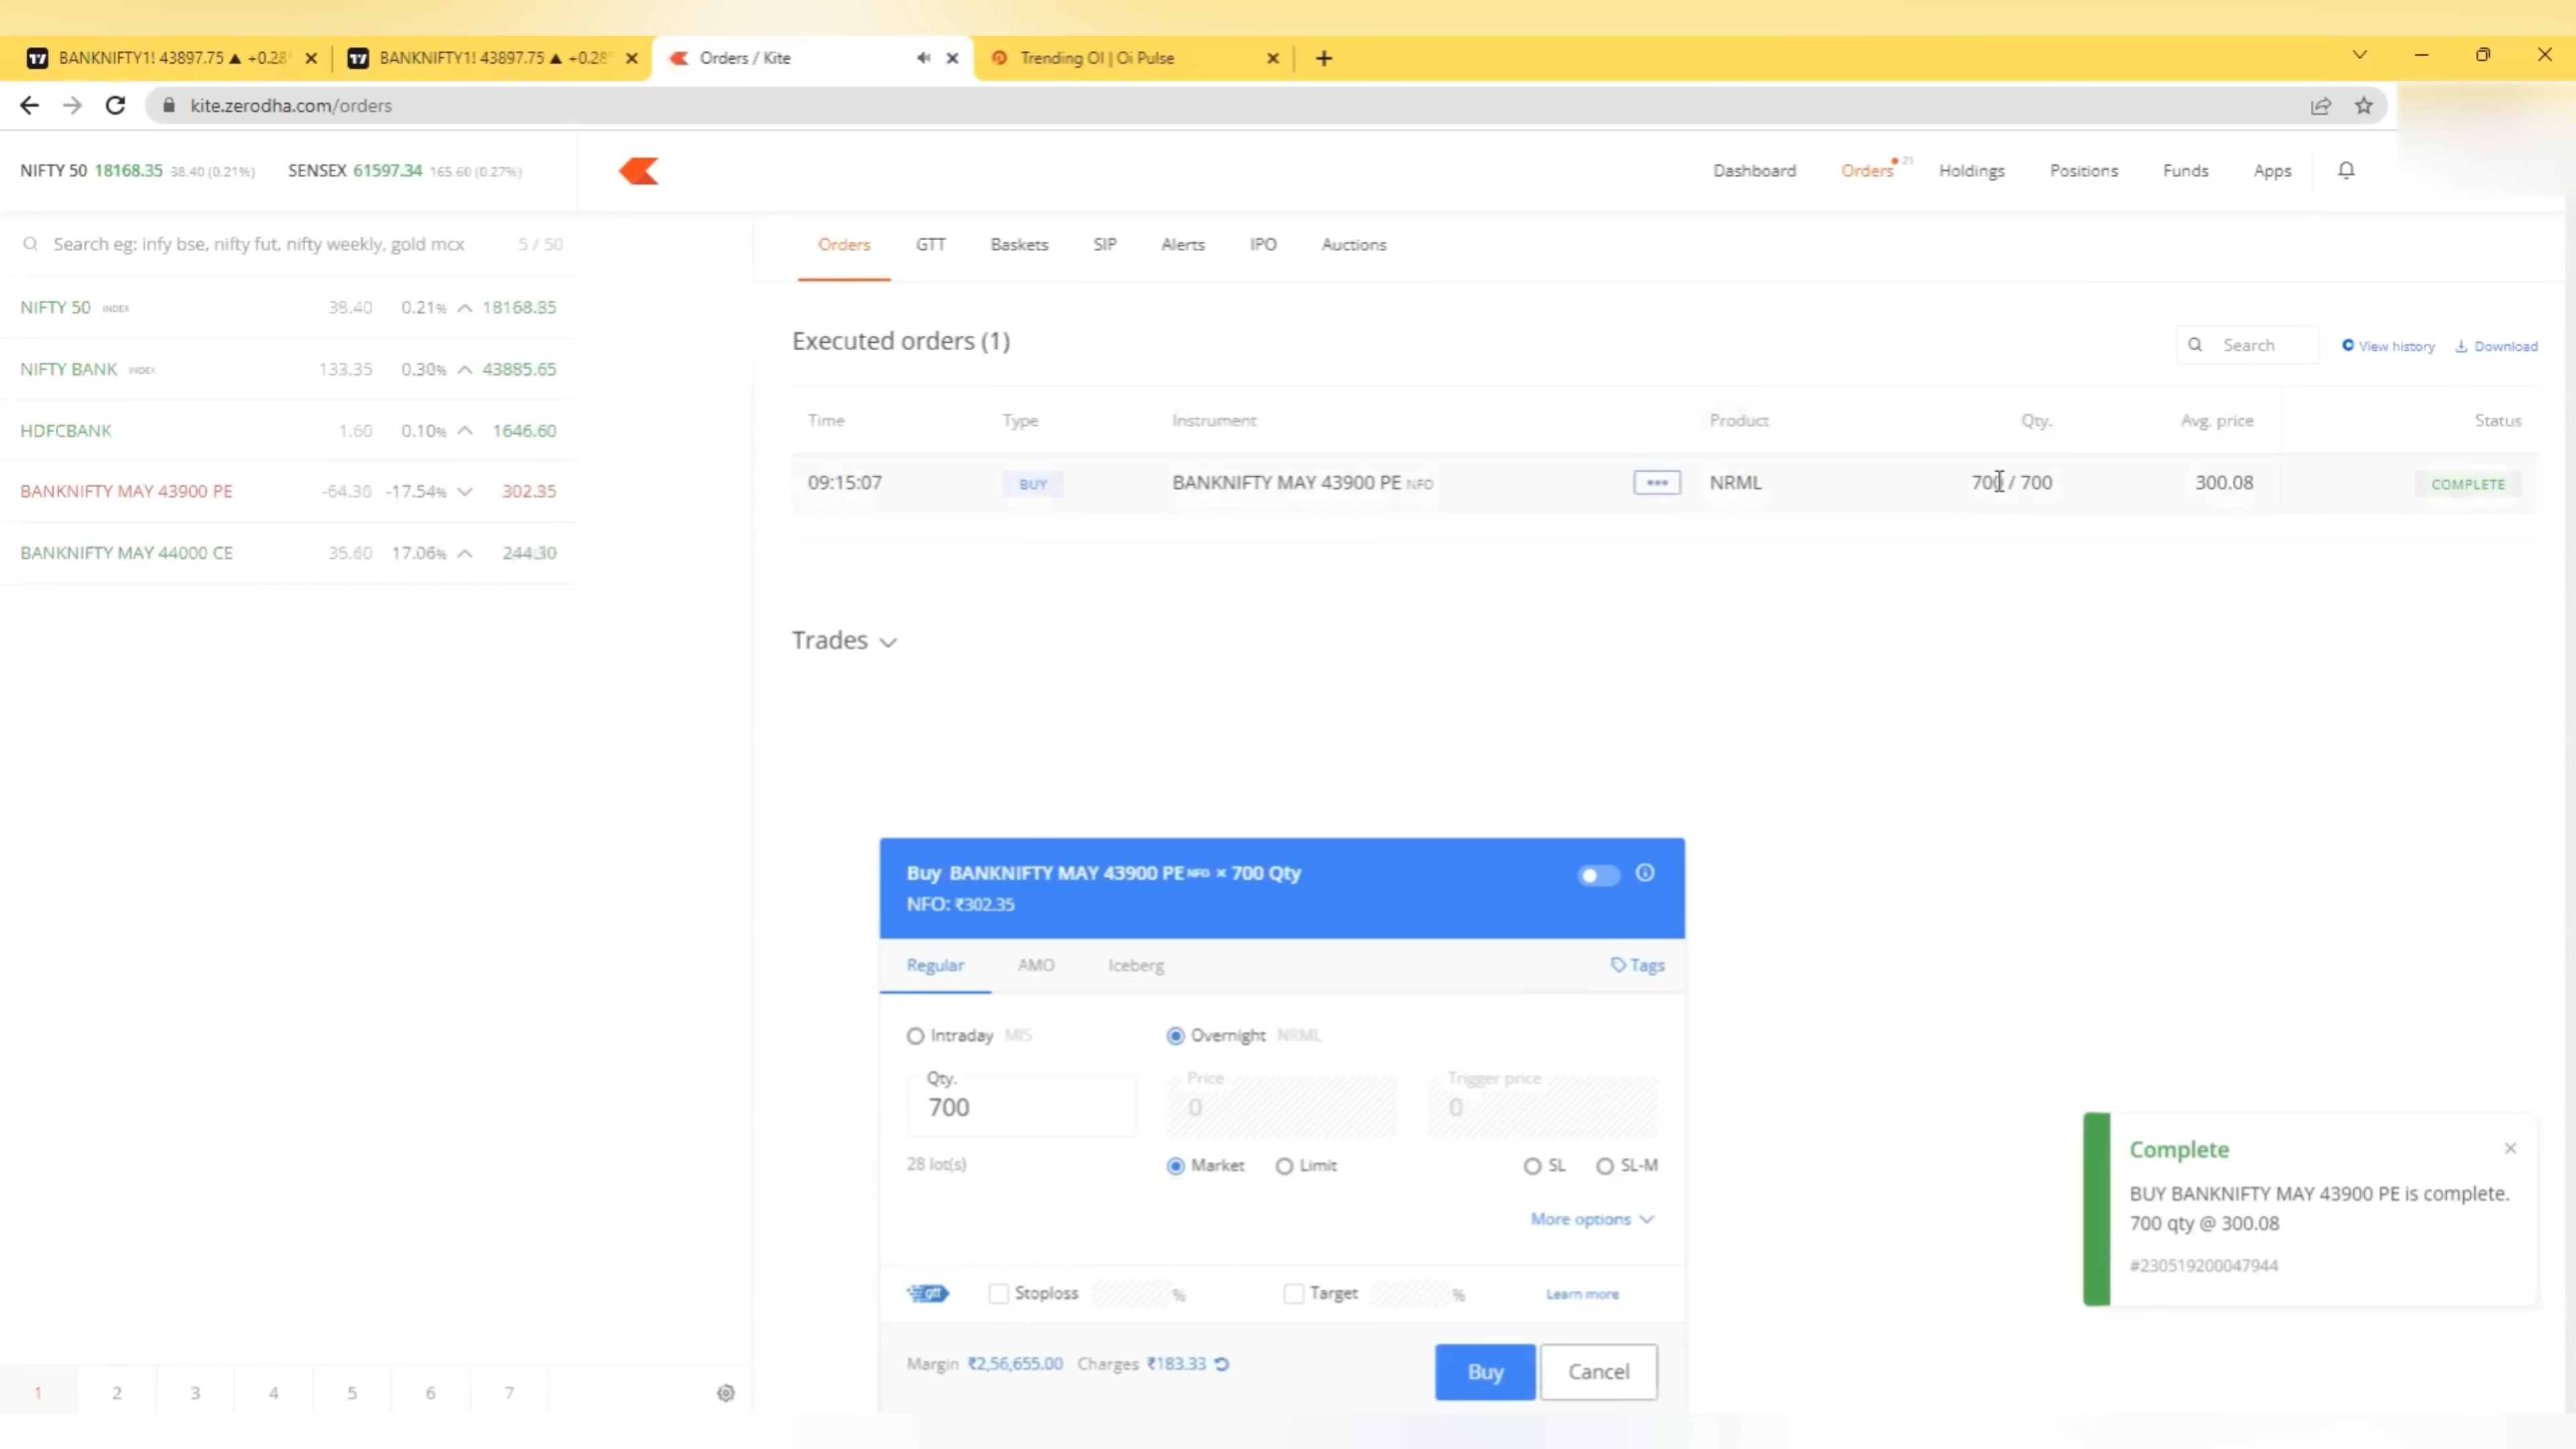 BANKNIFTY1! 43897.75 ▲ +0.28
BANKNIFTY1! 43897.75 ▲ +0.28
Orders / Kite
Trending OI | Oi Pulse
kite.zerodha.com/orders
NIFTY 50 18168.35 38.40 (0.21%)
SENSEX 61597.34 165.60 (0.27%)
Dashboard
Orders 21
Holdings
Positions
Funds
Apps
Search eg: infy bse, nifty fut, nifty weekly, gold mcx
5 / 50
NIFTY 50 INDEX 38.40 0.21% 18168.35
NIFTY BANK INDEX 133.35 0.30% 43885.65
HDFCBANK 1.60 0.10% 1646.60
BANKNIFTY MAY 43900 PE -64.30 -17.54% 302.35
BANKNIFTY MAY 44000 CE 35.60 17.06% 244.30
1 2 3 4 5 6 7
Orders GTT Baskets SIP Alerts IPO Auctions
Executed orders (1)
Search
View history
Download
Time Type Instrument Product Qty. Avg. price Status
09:15:07 BUY BANKNIFTY MAY 43900 PE NFO NRML 700 / 700 300.08 COMPLETE
Trades
Buy BANKNIFTY MAY 43900 PE NFO × 700 Qty
NFO: ₹302.35
Regular AMO Iceberg Tags
Intraday MIS Overnight NRML
Qty. Price Trigger price
700 0 0
28 lot(s) Market Limit SL SL-M
More options
gtt Stoploss % Target % Learn more
Margin ₹2,56,655.00 Charges ₹183.33
Buy Cancel
Complete
BUY BANKNIFTY MAY 43900 PE is complete.
700 qty @ 300.08
#230519200047944